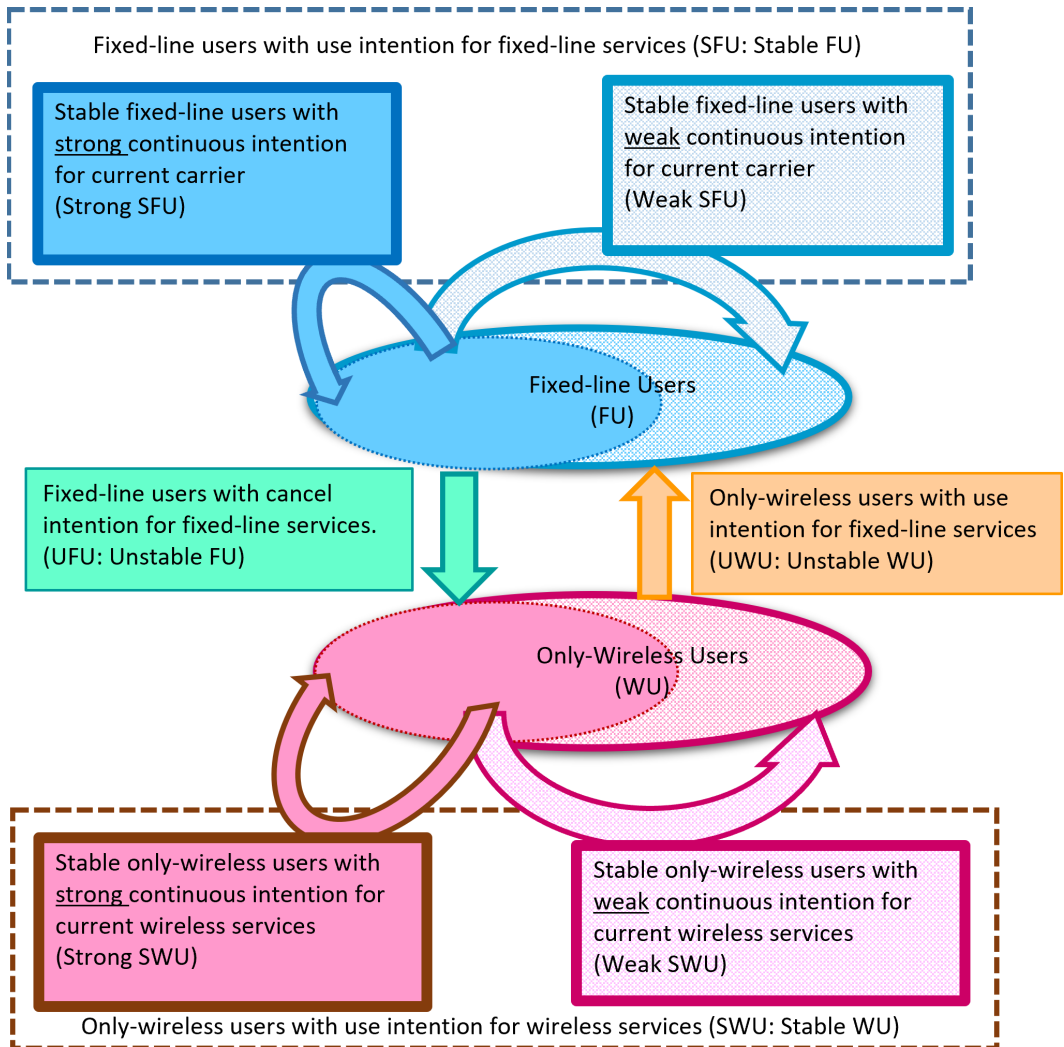 Fixed-line users with use intention for fixed-line services (SFU: Stable FU)
Stable fixed-line users with
strong continuous intention
for current carrier
(Strong SFU)
Stable fixed-line users with
weak continuous intention
for current carrier
(Weak SFU)
Fixed-line Users
(FU)
Fixed-line users with cancel
intention for fixed-line services.
(UFU: Unstable FU)
Only-wireless users with use
intention for fixed-line services
(UWU: Unstable WU)
Only-Wireless Users
(WU)
Stable only-wireless users with
strong continuous intention for
current wireless services
(Strong SWU)
Stable only-wireless users with
weak continuous intention for
current wireless services
(Weak SWU)
Only-wireless users with use intention for wireless services (SWU: Stable WU)